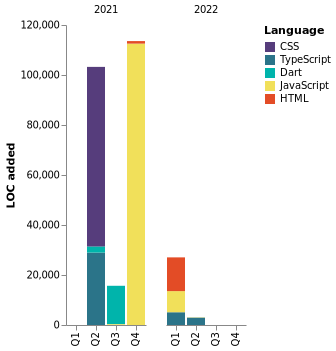 2021
2022
Language
CSS
TypeScript
Dart
JavaScript
HTML
LOC added
120,000
100,000
80,000
60,000
40,000
20,000
0
Q1
Q2
Q3
Q4
Q1
Q2
Q3
Q4